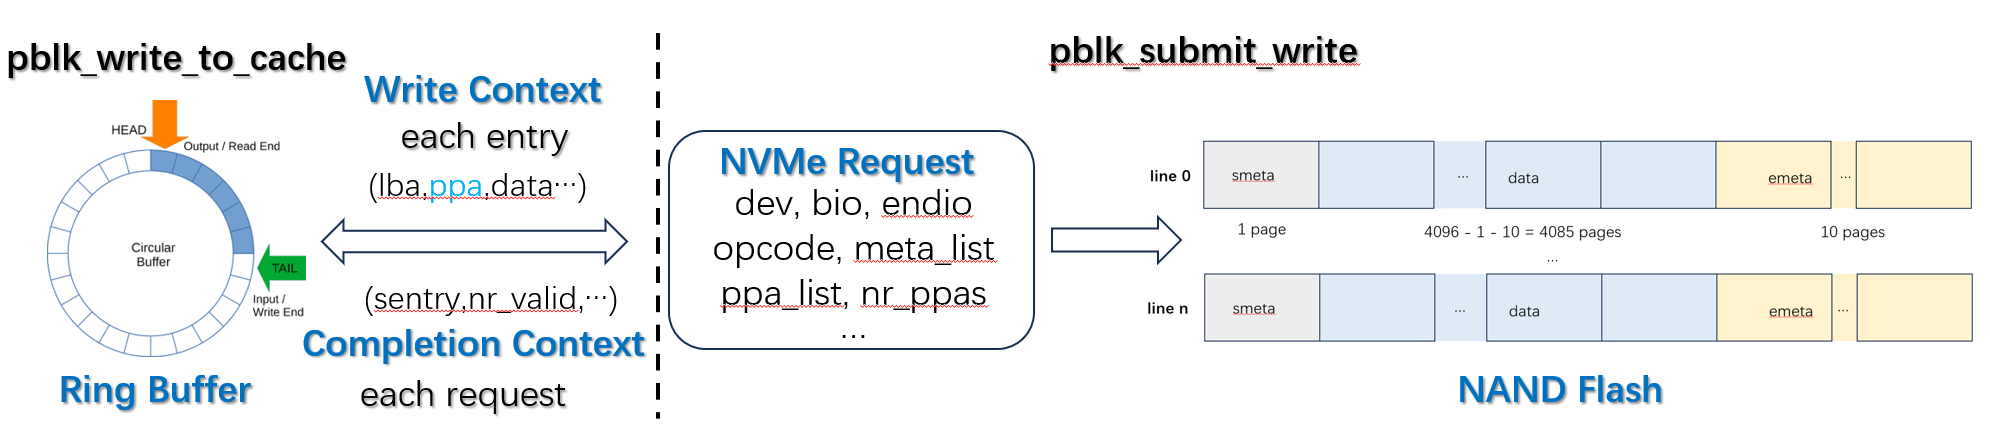 pblk_write_to_cache
HEAD
Output / Read End
Circular
Buffer
TAIL
Input /
Write End
Ring Buffer
Write Context
each entry
(lba,ppa,data···)
(sentry,nr_valid,···)
Completion Context
each request
pblk_submit_write
NVMe Request
dev, bio, endio
opcode, meta_list
ppa_list, nr_ppas
...
line 0
smeta
...
data
emeta
...
1 page
4096 - 1 - 10 = 4085 pages
10 pages
...
line n
smeta
...
data
emeta
...
NAND Flash